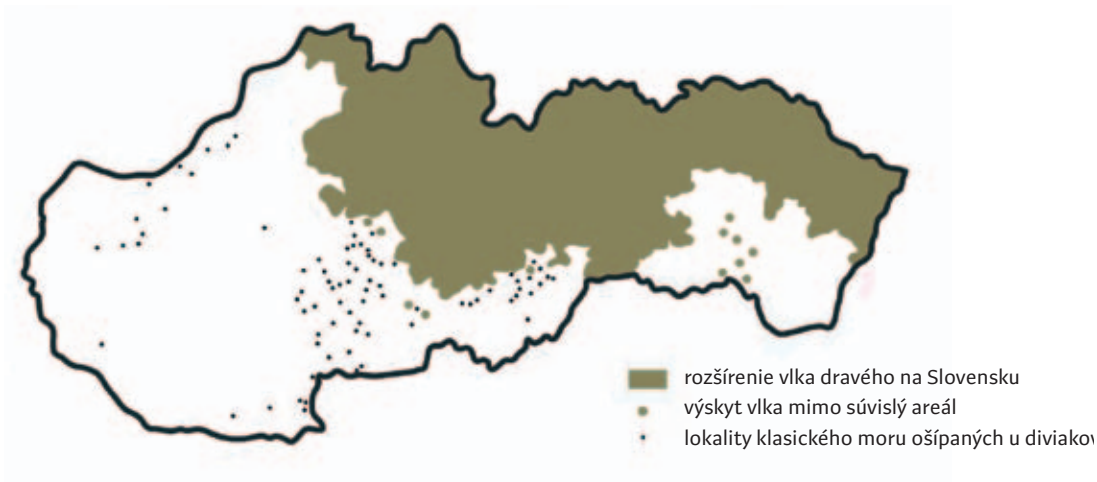 rozšírenie vlka dravého na Slovensku
výskyt vlka mimo súvislý areál
lokality klasického moru ošípaných u diviakov